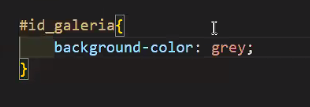 #id_galeria{
    background-color: grey;
}